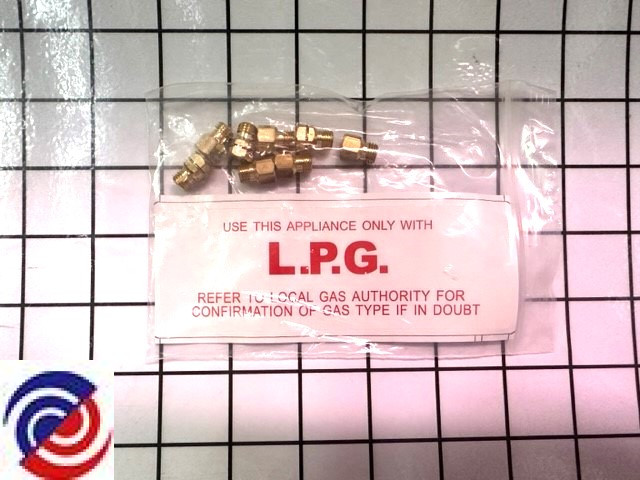 USE THIS APPLIANCE ONLY WITH
L.P.G.
REFER TO LOCAL GAS AUTHORITY FOR
CONFIRMATION OF GAS TYPE IF IN DOUBT